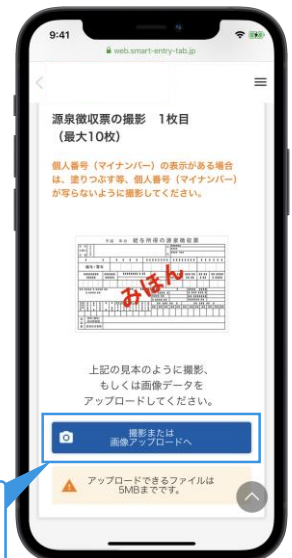 9:41
web.smart-entry-tab.jp
源泉徴収票の撮影　1枚目
（最大10枚）
個人番号（マイナンバー）の表示がある場合
は、塗りつぶす等、個人番号（マイナンバー）
が写らないように撮影してください。
給与所得の源泉徴収票
みほん
上記の見本のように撮影、
もしくは画像データを
アップロードしてください。
撮影または
画像アップロードへ
アップロードできるファイルは
5MBまでです。